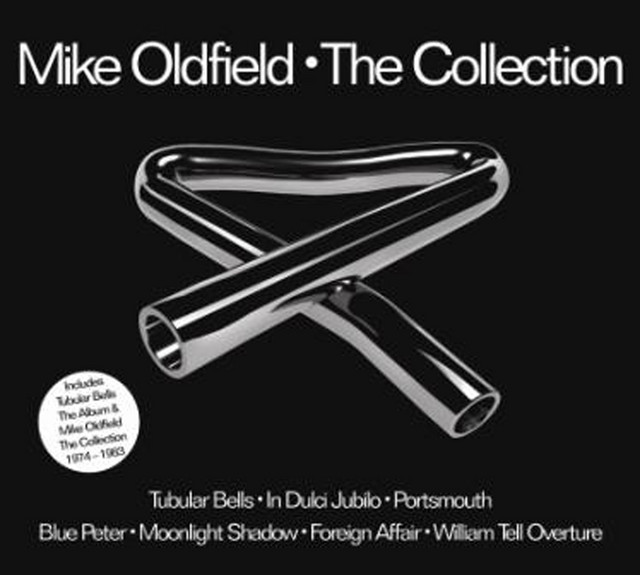 Mike Oldfield • The Collection
Includes
Tubular Bells
The Album &
Mike Oldfield
The Collection
1974 – 1983
Tubular Bells • In Dulci Jubilo • Portsmouth
Blue Peter • Moonlight Shadow • Foreign Affair • William Tell Overture